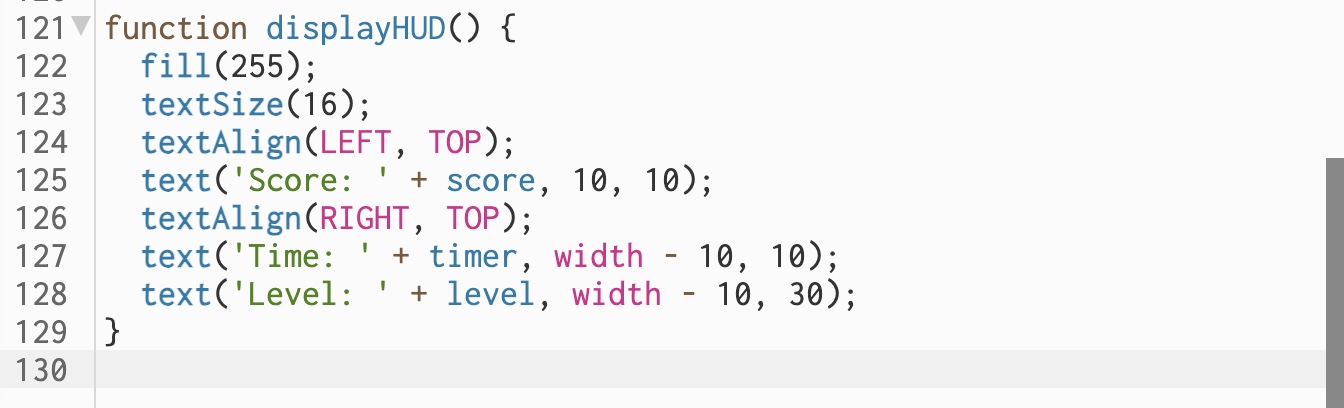 121 function displayHUD() {
122   fill(255);
123   textSize(16);
124   textAlign(LEFT, TOP);
125   text('Score: ' + score, 10, 10);
126   textAlign(RIGHT, TOP);
127   text('Time: ' + timer, width - 10, 10);
128   text('Level: ' + level, width - 10, 30);
129 }
130